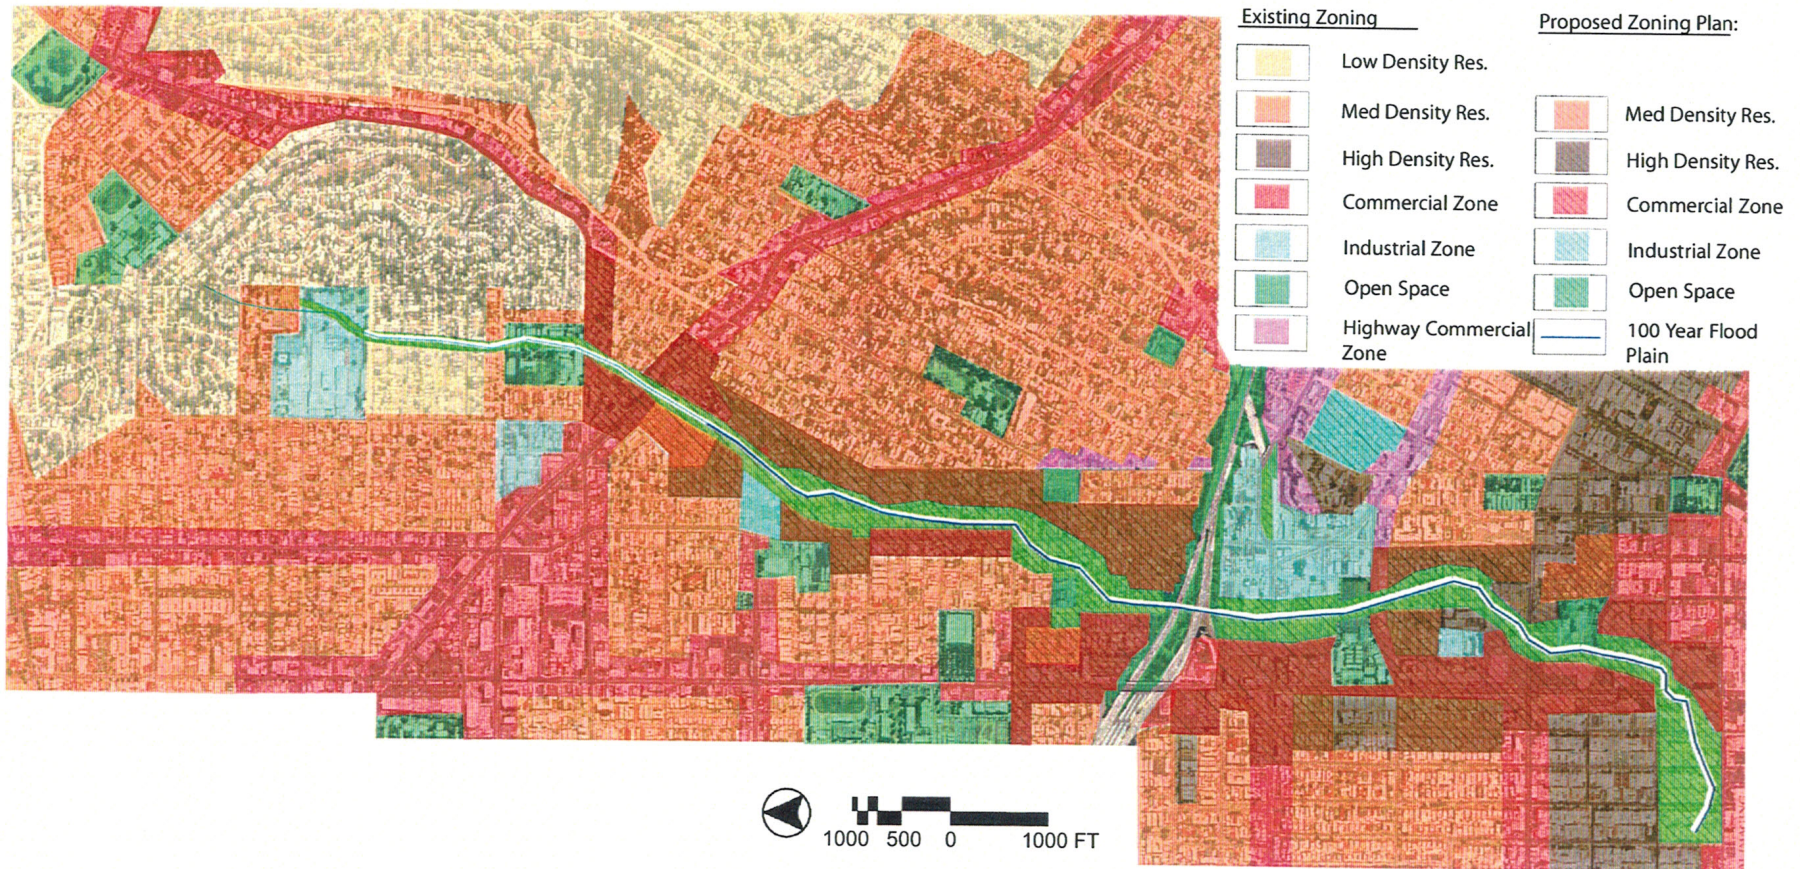 Existing Zoning
Low Density Res.
Med Density Res.
High Density Res.
Commercial Zone
Industrial Zone
Open Space
Highway Commercial
Zone
Proposed Zoning Plan:
Med Density Res.
High Density Res.
Commercial Zone
Industrial Zone
Open Space
100 Year Flood
Plain
1000 500 0 1000 FT